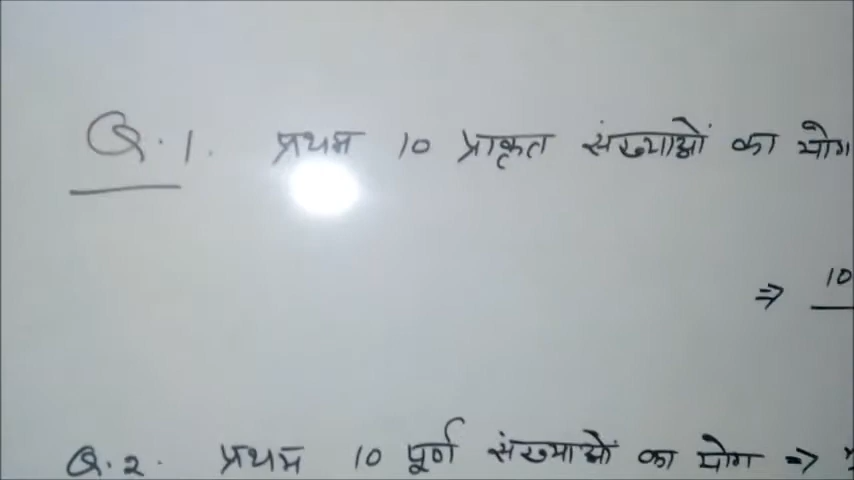 Q. 1. प्रथम 10 प्राकृत संख्याओं का योग
⇒ 10
Q. 2. प्रथम 10 पूर्ण संख्याओं का योग ⇒